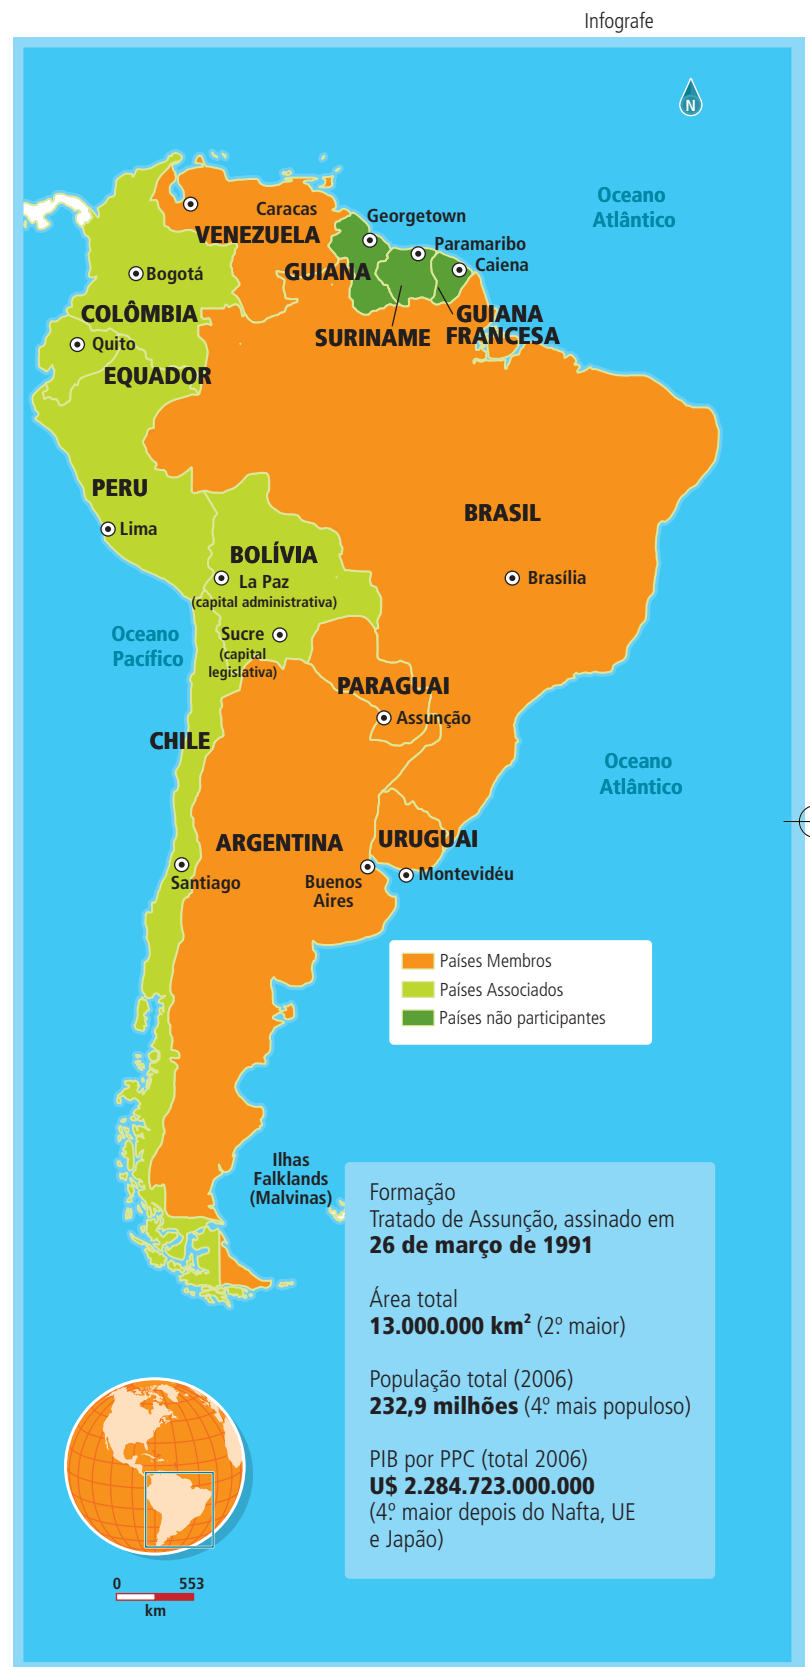 Infografe
N
Oceano
Atlântico
Caracas
VENEZUELA
Georgetown
Paramaribo
Caiena
GUIANA
Bogotá
COLÔMBIA
SURINAME
GUIANA
FRANCESA
Quito
EQUADOR
PERU
Lima
BRASIL
BOLÍVIA
La Paz
(capital administrativa)
Brasília
Oceano
Pacífico
Sucre
(capital
legislativa)
PARAGUAI
Assunção
CHILE
Oceano
Atlântico
ARGENTINA
URUGUAI
Santiago
Buenos
Aires
Montevidéu
Países Membros
Países Associados
Países não participantes
Ilhas
Falklands
(Malvinas)
Formação
Tratado de Assunção, assinado em
26 de março de 1991
Área total
13.000.000 km² (2º. maior)
População total (2006)
232,9 milhões (4º. mais populoso)
PIB por PPC (total 2006)
U$ 2.284.723.000.000
(4º. maior depois do Nafta, UE
e Japão)
0 553
km